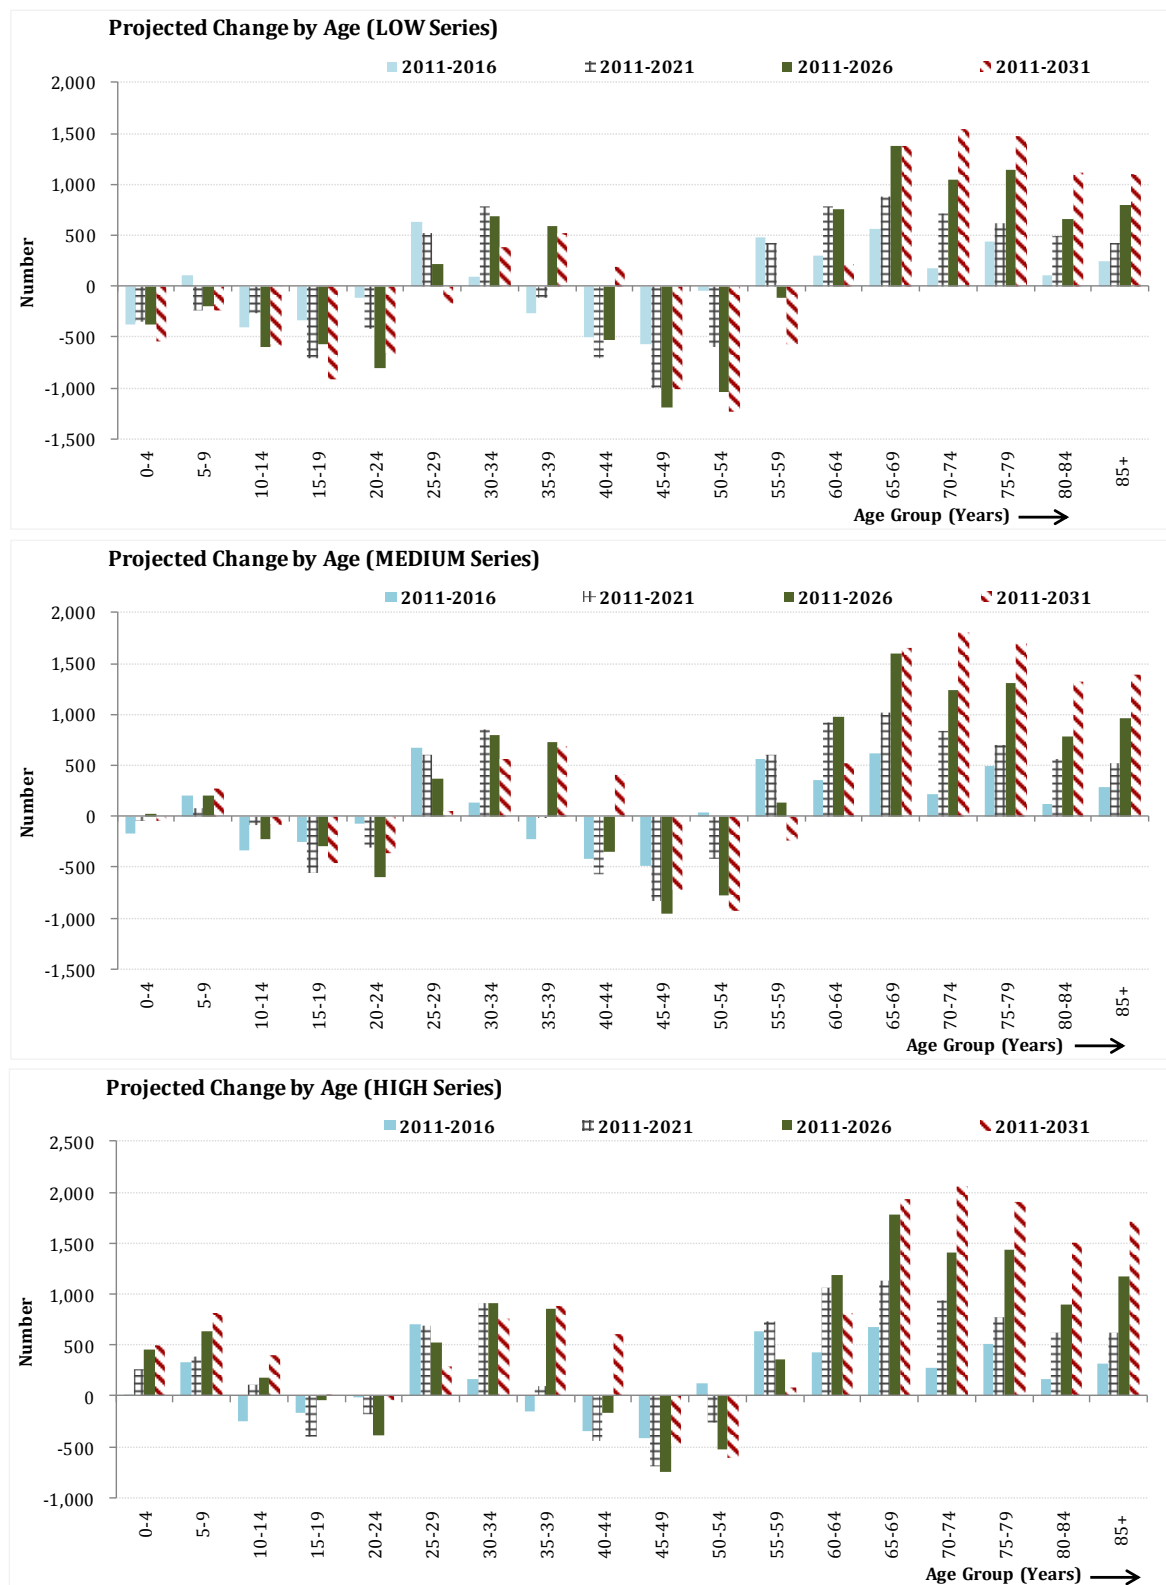 Projected Change by Age (LOW Series)
2011-2016 2011-2021 2011-2026 2011-2031
2,000
1,500
1,000
500
0
-500
-1,000
-1,500
Number
0-4 5-9 10-14 15-19 20-24 25-29 30-34 35-39 40-44 45-49 50-54 55-59 60-64 65-69 70-74 75-79 80-84 85+
Age Group (Years)
Projected Change by Age (MEDIUM Series)
2011-2016 2011-2021 2011-2026 2011-2031
2,000
1,500
1,000
500
0
-500
-1,000
-1,500
Number
0-4 5-9 10-14 15-19 20-24 25-29 30-34 35-39 40-44 45-49 50-54 55-59 60-64 65-69 70-74 75-79 80-84 85+
Age Group (Years)
Projected Change by Age (HIGH Series)
2011-2016 2011-2021 2011-2026 2011-2031
2,500
2,000
1,500
1,000
500
0
-500
-1,000
Number
0-4 5-9 10-14 15-19 20-24 25-29 30-34 35-39 40-44 45-49 50-54 55-59 60-64 65-69 70-74 75-79 80-84 85+
Age Group (Years)